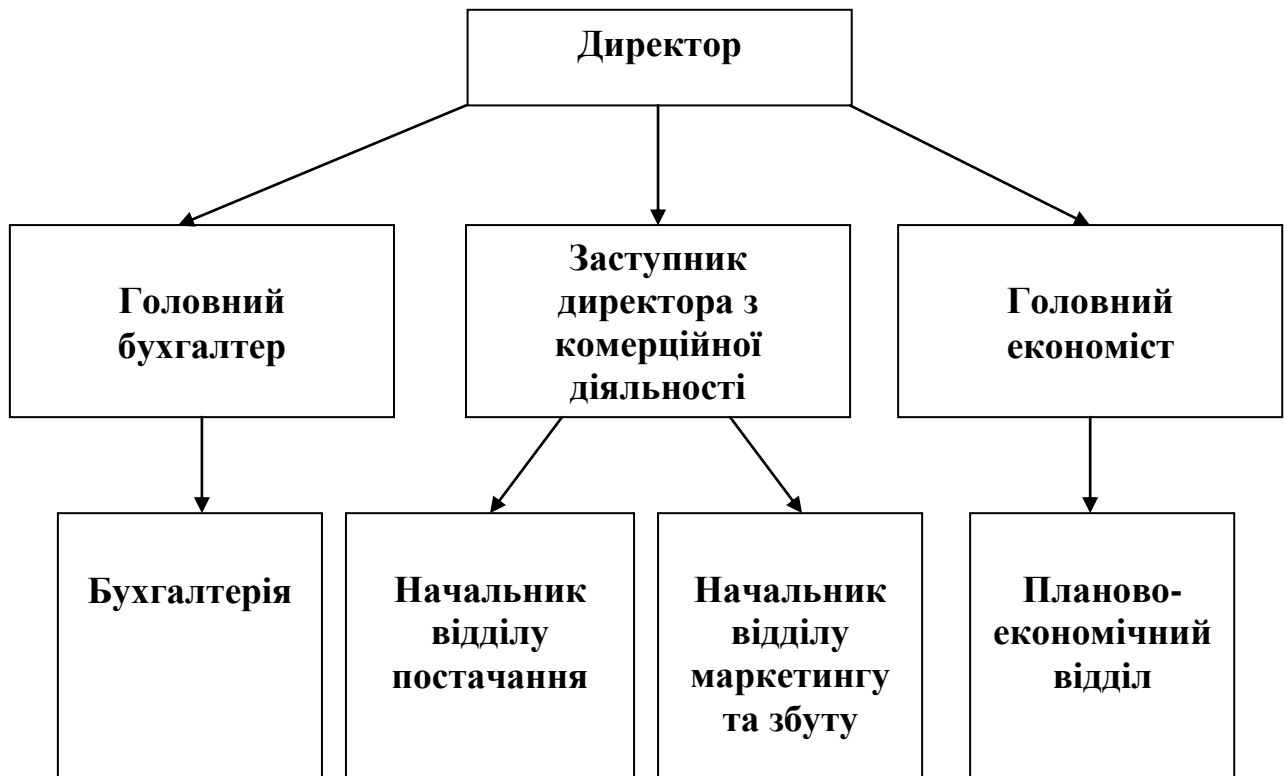 Директор
Головний
бухгалтер
Заступник
директора з
комерційної
діяльності
Головний
економіст
Бухгалтерія
Начальник
відділу
постачання
Начальник
відділу
маркетингу
та збуту
Планово-
економічний
відділ